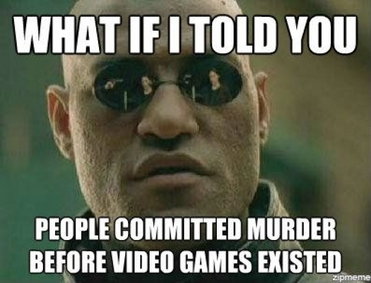 WHAT IF I TOLD YOU
PEOPLE COMMITTED MURDER
BEFORE VIDEO GAMES EXISTED
zipmeme